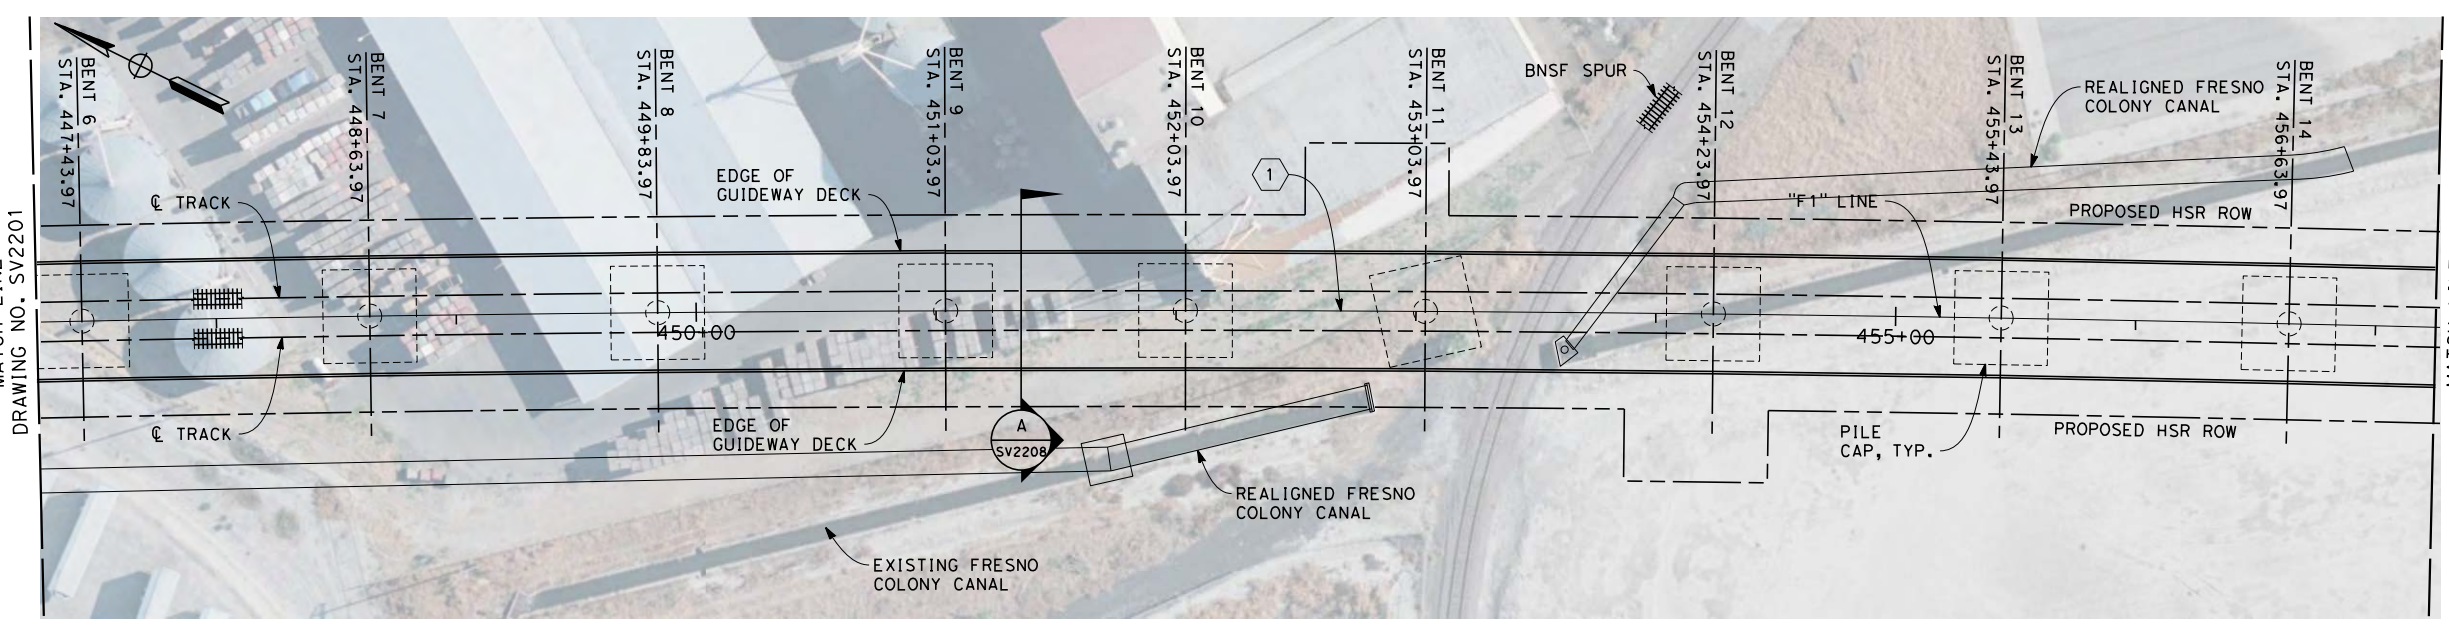 BENT 6
STA. 447+43.97
BENT 7
STA. 448+63.97
BENT 8
STA. 449+83.97
BENT 9
STA. 451+03.97
BENT 10
STA. 452+03.97
BENT 11
STA. 453+03.97
BENT 12
STA. 454+23.97
BENT 13
STA. 455+43.97
BENT 14
STA. 456+63.97
BNSF SPUR
REALIGNED FRESNO
COLONY CANAL
EDGE OF
GUIDEWAY DECK
1
℄ TRACK
"F1" LINE
PROPOSED HSR ROW
DRAWING NO. SV2201
450+00
455+00
℄ TRACK
EDGE OF
GUIDEWAY DECK
A
SV2208
PILE
CAP, TYP.
PROPOSED HSR ROW
REALIGNED FRESNO
COLONY CANAL
EXISTING FRESNO
COLONY CANAL